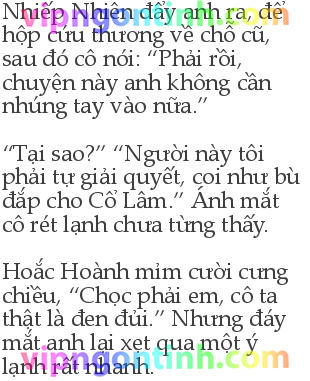 Nhiếp Nhiên đẩy anh ra, để
hộp cứu thương về chỗ cũ,
sau đó cô nói: “Phải rồi,
chuyện này anh không cần
nhúng tay vào nữa.”
“Tại sao?” “Người này tôi
phải tự giải quyết, coi như bù
đắp cho Cổ Lâm.” Ánh mắt
cô rét lạnh chưa từng thấy.
Hoắc Hoành mỉm cười cưng
chiều, “Chọc phải em, cô ta
thật là đen đủi.” Nhưng đáy
mắt anh lại xẹt qua một ý
lạnh rất nhanh.
vipngontinh.com
vipngontinh.com